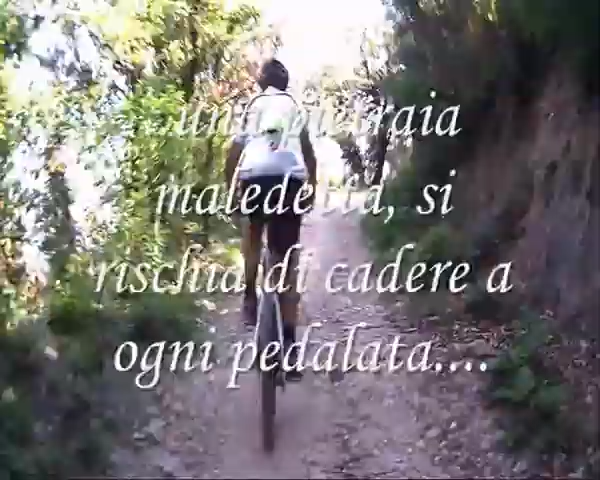 ...una pietraia
maledetta, si
rischia di cadere a
ogni pedalata....